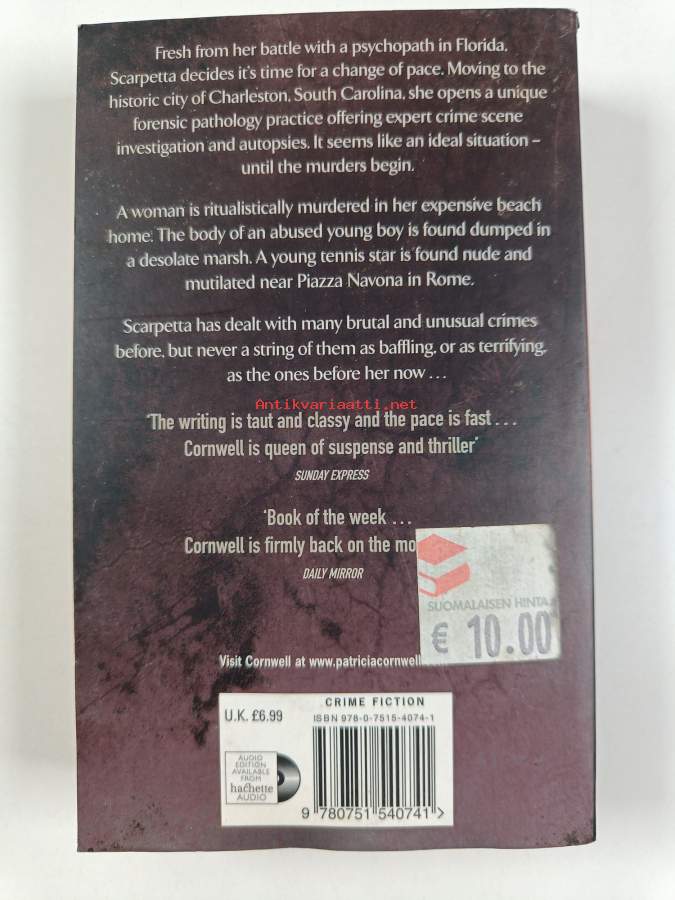 Fresh from her battle with a psychopath in Florida,
Scarpetta decides it's time for a change of pace. Moving to the
historic city of Charleston, South Carolina, she opens a unique
forensic pathology practice offering expert crime scene
investigation and autopsies. It seems like an ideal situation –
until the murders begin.
A woman is ritualistically murdered in her expensive beach
home. The body of an abused young boy is found dumped in
a desolate marsh. A young tennis star is found nude and
mutilated near Piazza Navona in Rome.
Scarpetta has dealt with many brutal and unusual crimes
before, but never a string of them as baffling, or as terrifying,
as the ones before her now . . .
Antikvariaatti.net
'The writing is taut and classy and the pace is fast . . .
Cornwell is queen of suspense and thriller'
SUNDAY EXPRESS
'Book of the week . . .
Cornwell is firmly back on the
DAILY MIRROR
SUOMALAISEN HINTA
€ 10.00
Visit Cornwell at www.patriciacornwell
CRIME FICTION
U.K. £6.99
ISBN 978-0-7515-4074-1
AUDIO
EDITION
AVAILABLE
FROM
hachette
AUDIO
9 780751 540741 >